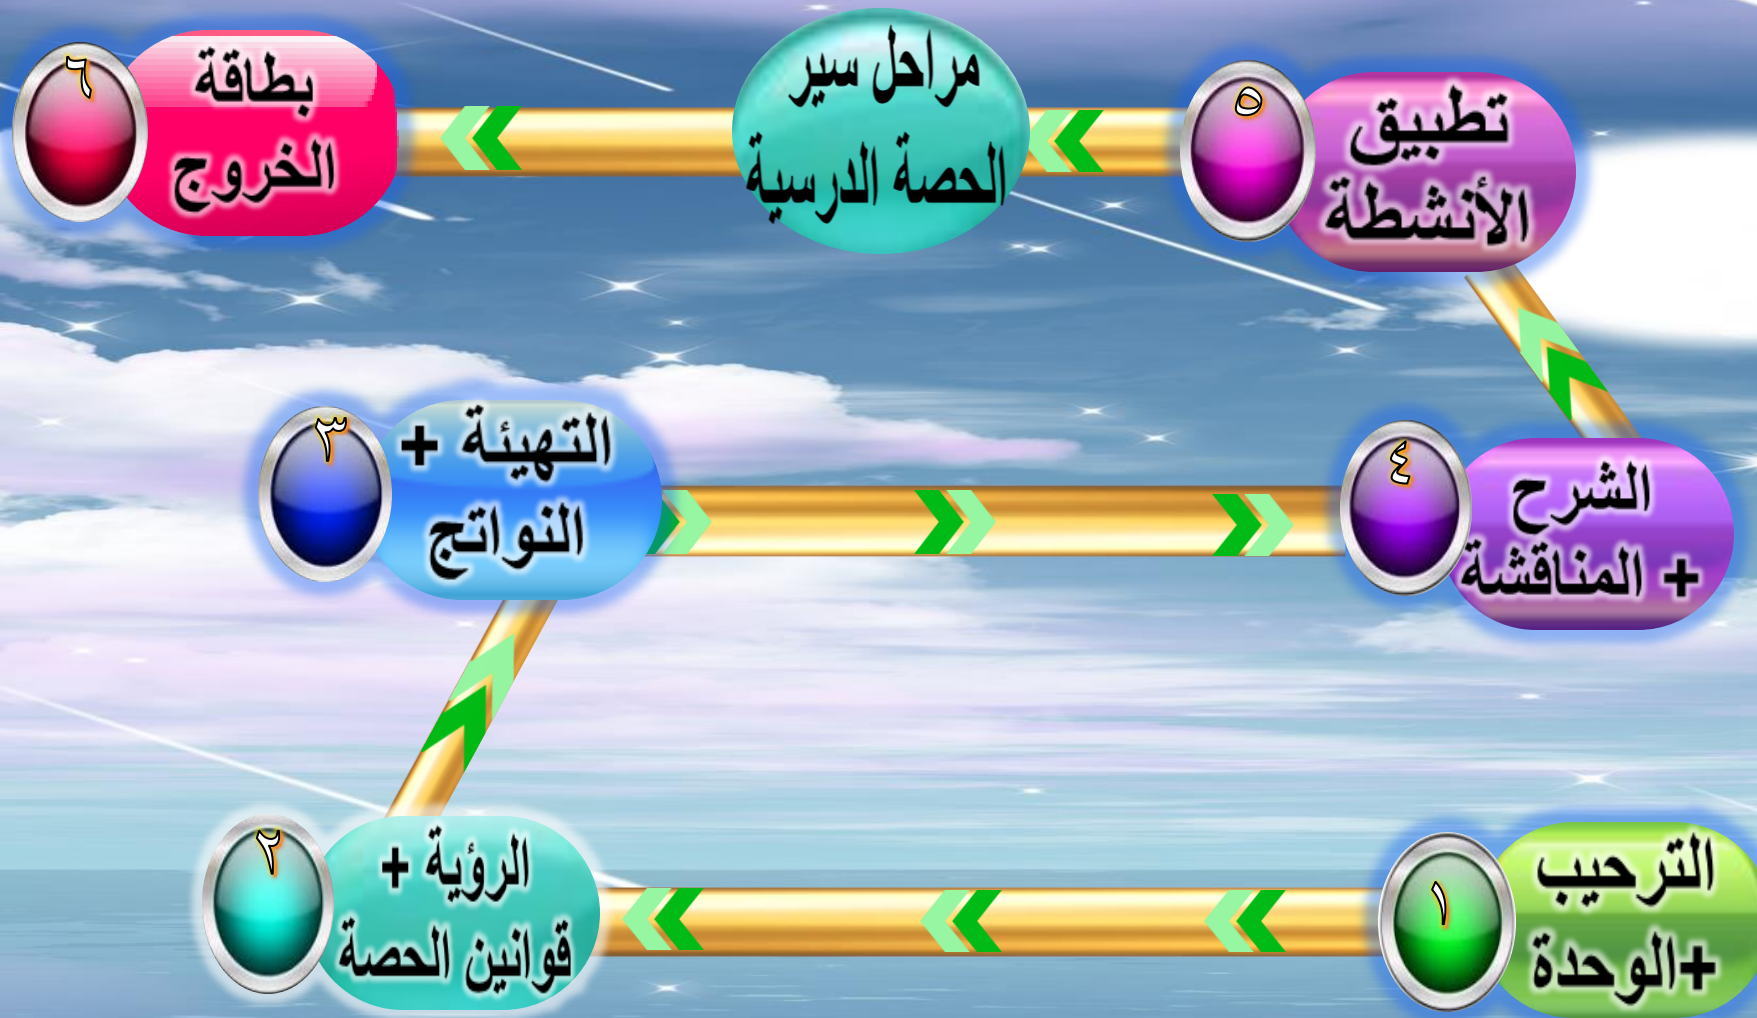 مراحل سير
الحصة الدرسية
١
الترحيب
+الوحدة
٢
الرؤية +
قوانين الحصة
٣
التهيئة +
النواتج
٤
الشرح
+ المناقشة
٥
تطبيق
الأنشطة
٦
بطاقة
الخروج